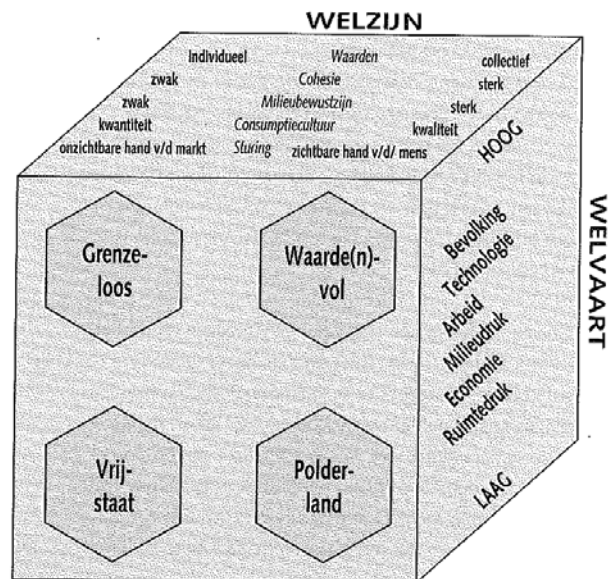 WELZIJN
Individueel Waarden collectief
zwak Cohesie sterk
zwak Milieubewustzijn sterk
kwantiteit Consumptiecultuur kwaliteit
onzichtbare hand v/d markt Sturing zichtbare hand v/d/ mens
HOOG
WELVAART
Bevolking
Technologie
Arbeid
Milieudruk
Economie
Ruimtedruk
LAAG
Grenze-
loos
Waarde(n)-
vol
Vrij-
staat
Polder-
land